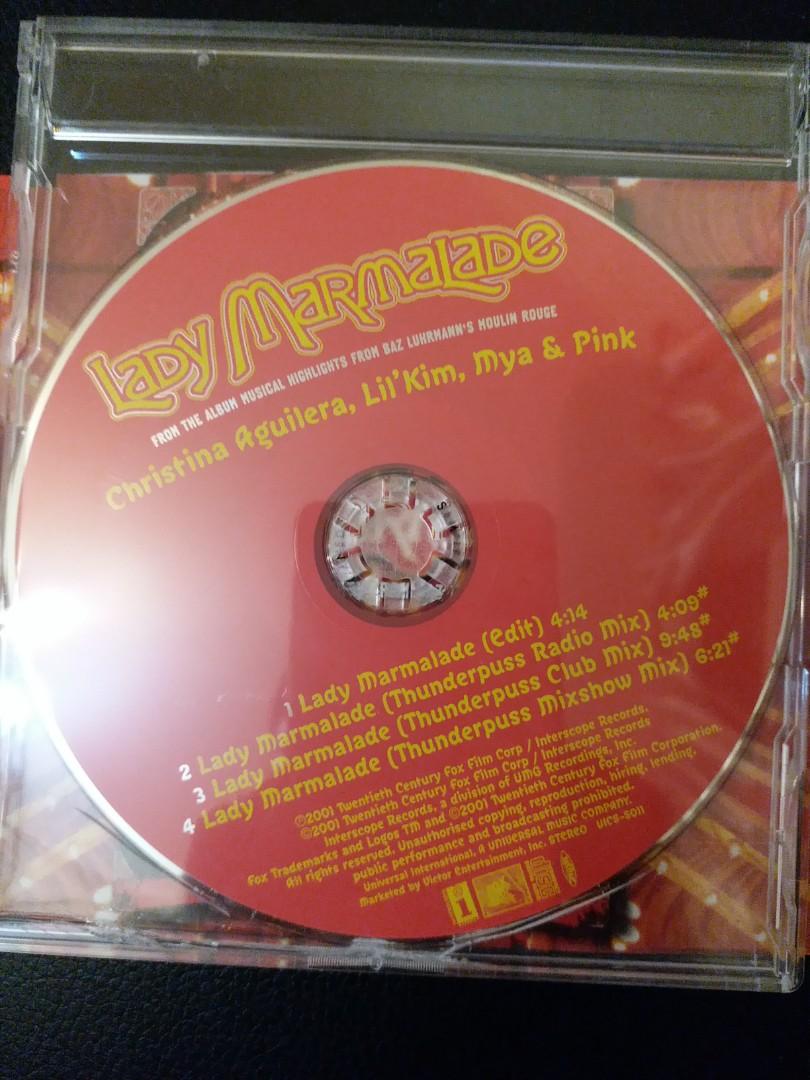 Lady Marmalade
FROM THE ALBUM MUSICAL HIGHLIGHTS FROM BAZ LUHRMANN'S MOULIN ROUGE
Christina Aguilera, Lil'Kim, Mya & Pink
1 Lady Marmalade (Edit) 4:14
2 Lady Marmalade (Thunderpuss Radio Mix) 4:09#
3 Lady Marmalade (Thunderpuss Club Mix) 9:48#
4 Lady Marmalade (Thunderpuss Mixshow Mix) 6:21#
℗2001 Twentieth Century Fox Film Corp / Interscope Records.
©2001 Twentieth Century Fox Film Corp / Interscope Records
Interscope Records, a division of UMG Recordings, Inc.
Fox Trademarks and Logos TM and ©2001 Twentieth Century Fox Film Corporation.
All rights reserved. Unauthorised copying, reproduction, hiring, lending,
public performance and broadcasting prohibited.
Universal International, A UNIVERSAL MUSIC COMPANY.
Marketed by Victor Entertainment, Inc. STEREO UICS-5011